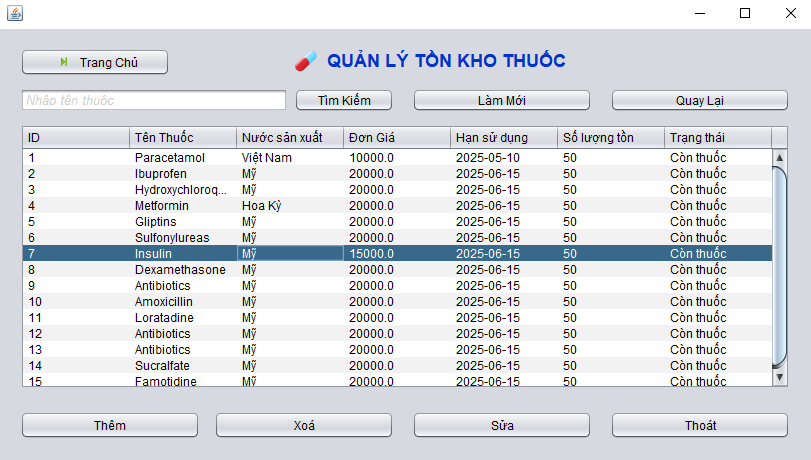 Trang Chủ
QUẢN LÝ TỒN KHO THUỐC
Nhập tên thuốc
Tìm Kiếm
Làm Mới
Quay Lại
ID Tên Thuốc Nước sản xuất Đơn Giá Hạn sử dụng Số lượng tồn Trạng thái
1 Paracetamol Việt Nam 10000.0 2025-05-10 50 Còn thuốc
2 Ibuprofen Mỹ 20000.0 2025-06-15 50 Còn thuốc
3 Hydroxychloroq... Mỹ 20000.0 2025-06-15 50 Còn thuốc
4 Metformin Hoa Kỳ 20000.0 2025-06-15 50 Còn thuốc
5 Gliptins Mỹ 20000.0 2025-06-15 50 Còn thuốc
6 Sulfonylureas Mỹ 20000.0 2025-06-15 50 Còn thuốc
7 Insulin Mỹ 15000.0 2025-06-15 50 Còn thuốc
8 Dexamethasone Mỹ 20000.0 2025-06-15 50 Còn thuốc
9 Antibiotics Mỹ 20000.0 2025-06-15 50 Còn thuốc
10 Amoxicillin Mỹ 20000.0 2025-06-15 50 Còn thuốc
11 Loratadine Mỹ 20000.0 2025-06-15 50 Còn thuốc
12 Antibiotics Mỹ 20000.0 2025-06-15 50 Còn thuốc
13 Antibiotics Mỹ 20000.0 2025-06-15 50 Còn thuốc
14 Sucralfate Mỹ 20000.0 2025-06-15 50 Còn thuốc
15 Famotidine Mỹ 20000.0 2025-06-15 50 Còn thuốc
Thêm
Xoá
Sửa
Thoát